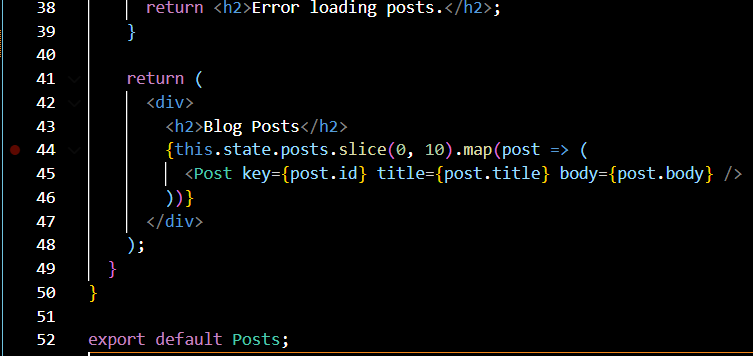 38 return <h2>Error loading posts.</h2>;
39 }
40
41 return (
42 <div>
43 <h2>Blog Posts</h2>
44 {this.state.posts.slice(0, 10).map(post => (
45 <Post key={post.id} title={post.title} body={post.body} />
46 ))}
47 </div>
48 );
49 }
50 }
51
52 export default Posts;